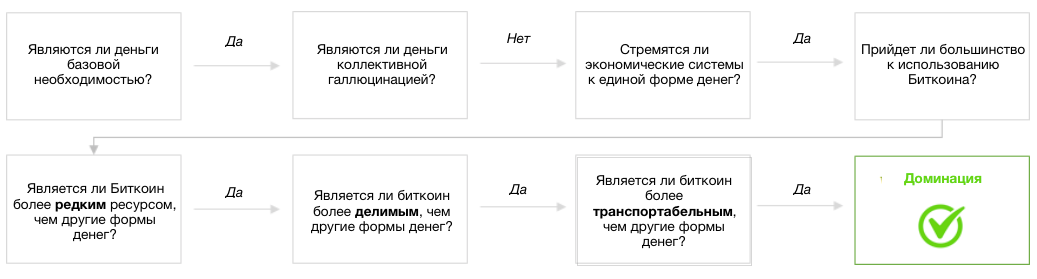 Являются ли деньги
базовой
необходимостью?
Да
Являются ли деньги
коллективной
галлюцинацией?
Нет
Стремятся ли
экономические системы
к единой форме денег?
Да
Прийдет ли большинство
к использованию
Биткоина?
Является ли Биткоин
более редким ресурсом,
чем другие формы
денег?
Да
Является ли биткоин
более делимым, чем
другие формы денег?
Да
Является ли биткоин
более
транспортабельным,
чем другие формы
денег?
Да
Доминация